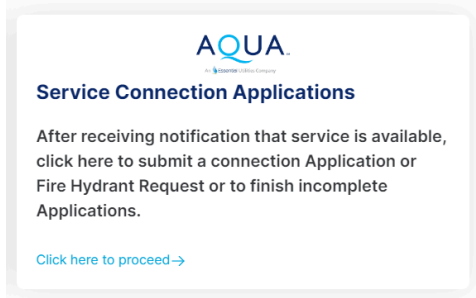 AQUA
An Essential Utilities Company
Service Connection Applications
After receiving notification that service is available,
click here to submit a connection Application or
Fire Hydrant Request or to finish incomplete
Applications.
Click here to proceed→